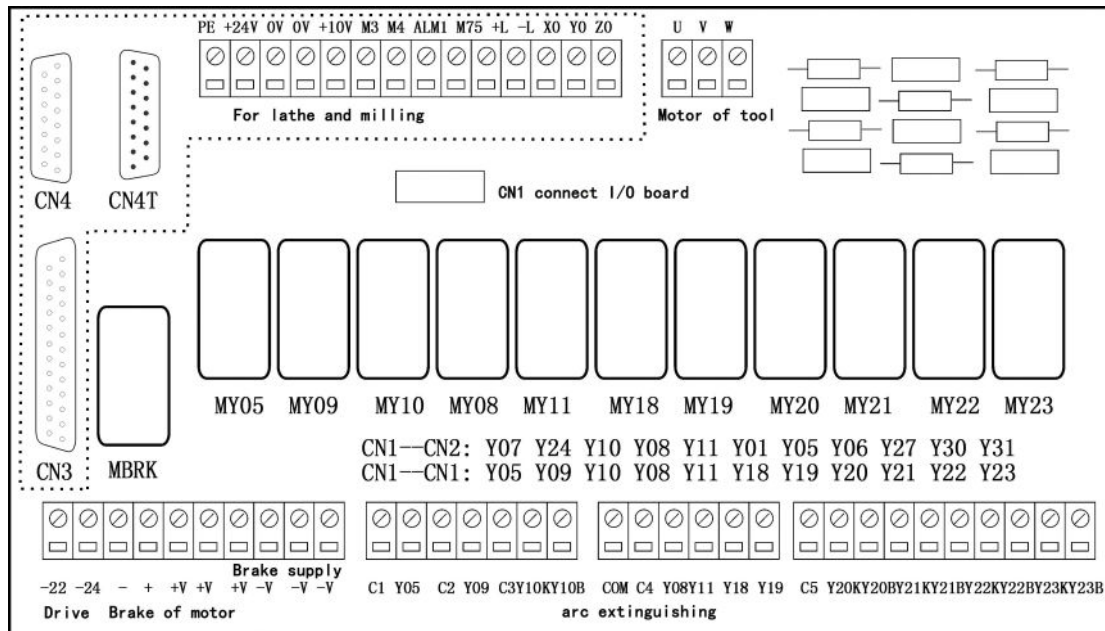 PE +24V 0V 0V +10V M3 M4 ALM1 M75 +L -L X0 Y0 Z0
U V W
For lathe and milling
Motor of tool
CN4 CN4T
CN1 connect I/O board
MY05 MY09 MY10 MY08 MY11 MY18 MY19 MY20 MY21 MY22 MY23
CN1--CN2: Y07 Y24 Y10 Y08 Y11 Y01 Y05 Y06 Y27 Y30 Y31
CN1--CN1: Y05 Y09 Y10 Y08 Y11 Y18 Y19 Y20 Y21 Y22 Y23
CN3 MBRK
Brake supply
-22 -24 - + +V +V +V -V -V -V
C1 Y05 C2 Y09 C3Y10KY10B
COM C4 Y08Y11 Y18 Y19
C5 Y20KY20BY21KY21BY22KY22BY23KY23B
Drive Brake of motor
arc extinguishing